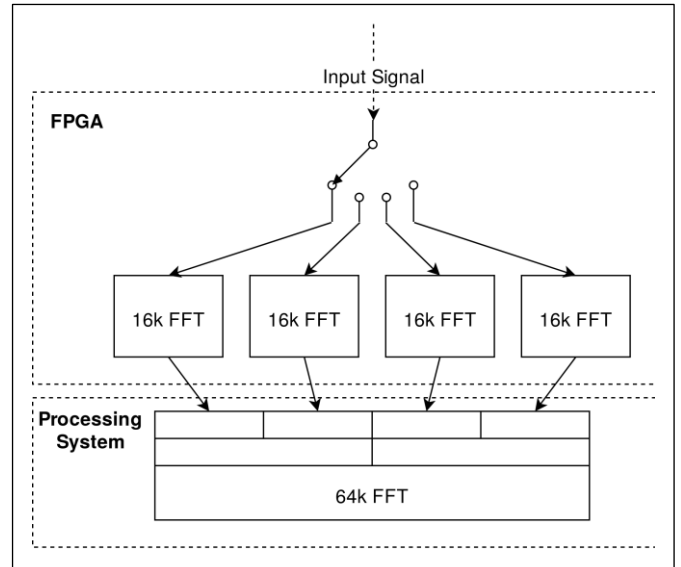 Input Signal
FPGA
16k FFT
16k FFT
16k FFT
16k FFT
Processing
System
64k FFT